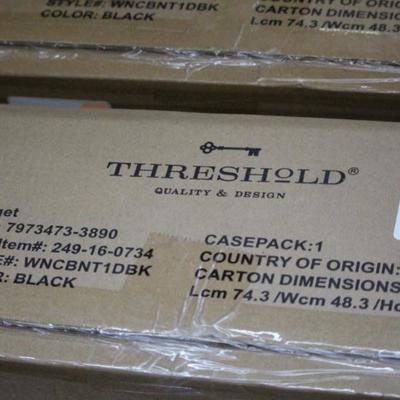 STYLE#: WNCBNT1DBK
COLOR: BLACK
COUNTRY OF ORIGI
CARTON DIMENSIONS
Lcm 74.3 /Wcm 48.3
THRESHOLD®
QUALITY & DESIGN
get
: 7973473-3890
Item#: 249-16-0734
E#: WNCBNT1DBK
R: BLACK
CASEPACK:1
COUNTRY OF ORIGIN:
CARTON DIMENSIONS
Lcm 74.3 /Wcm 48.3 /Hc